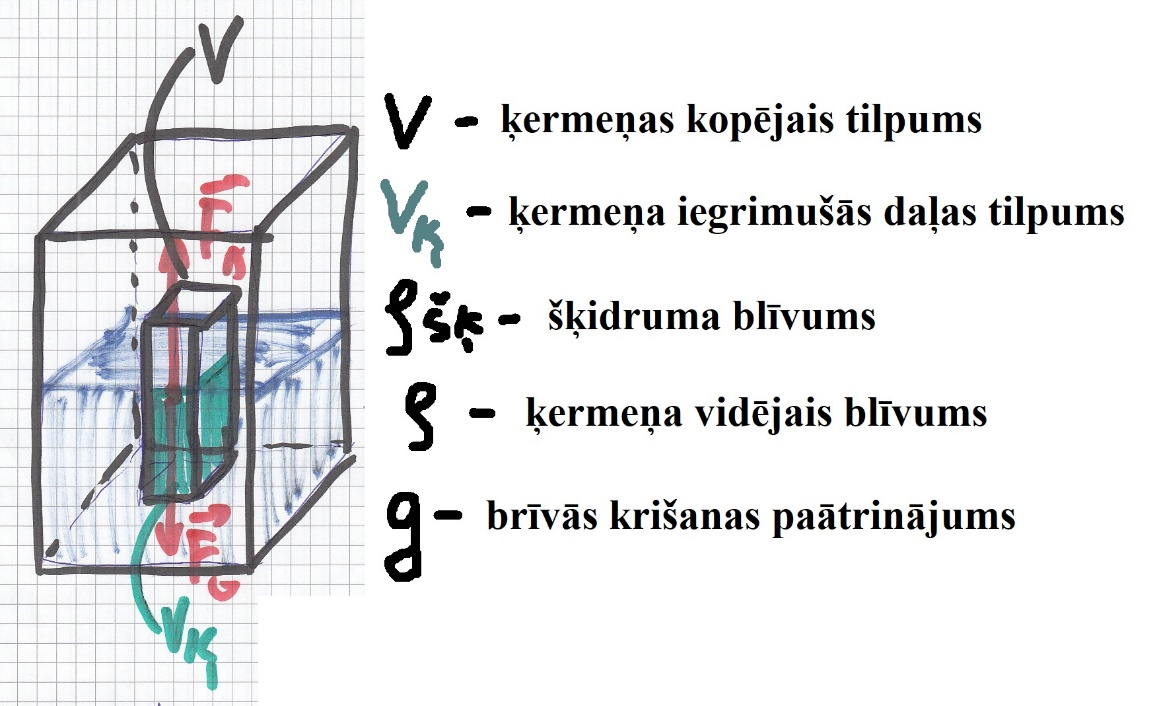 V
F_A
F_G
V_ķ
V - ķermeņas kopējais tilpums
V_ķ - ķermeņa iegrimušās daļas tilpums
ρšķ - šķidruma blīvums
ρ - ķermeņa vidējais blīvums
g - brīvās krišanas paātrinājums